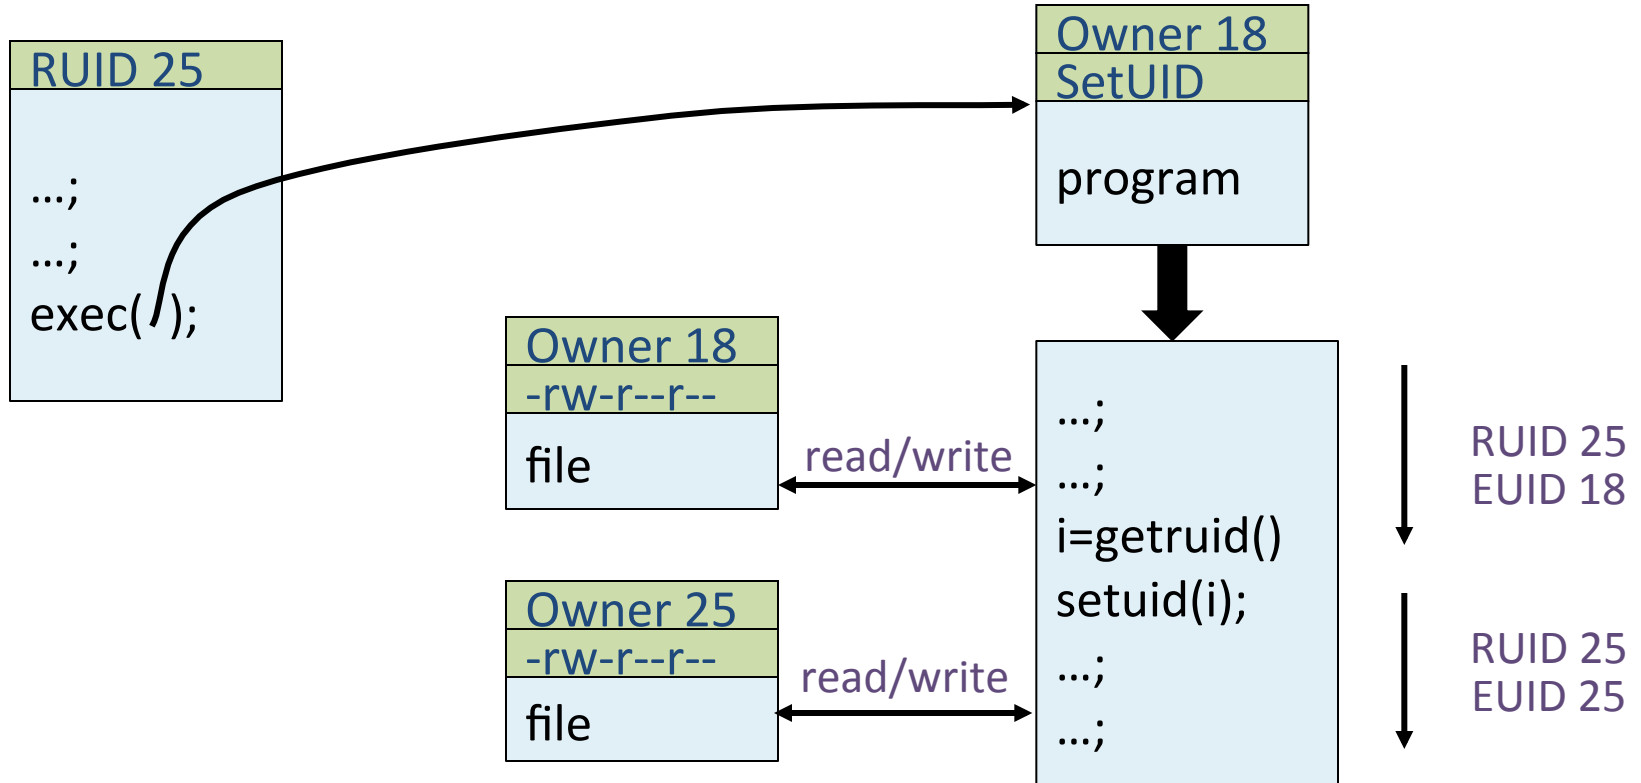 RUID 25
…;
…;
exec( );
Owner 18
SetUID
program
Owner 18
-rw-r--r--
file
read/write
Owner 25
-rw-r--r--
file
read/write
…;
…;
i=getruid()
setuid(i);
…;
…;
RUID 25
EUID 18
RUID 25
EUID 25